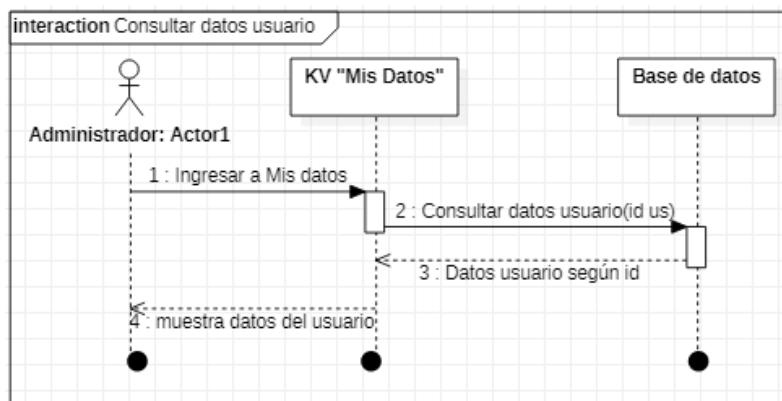 interaction Consultar datos usuario
KV "Mis Datos"
Base de datos
Administrador: Actor1
1 : Ingresar a Mis datos
2 : Consultar datos usuario(id us)
3 : Datos usuario según id
4 : muestra datos del usuario